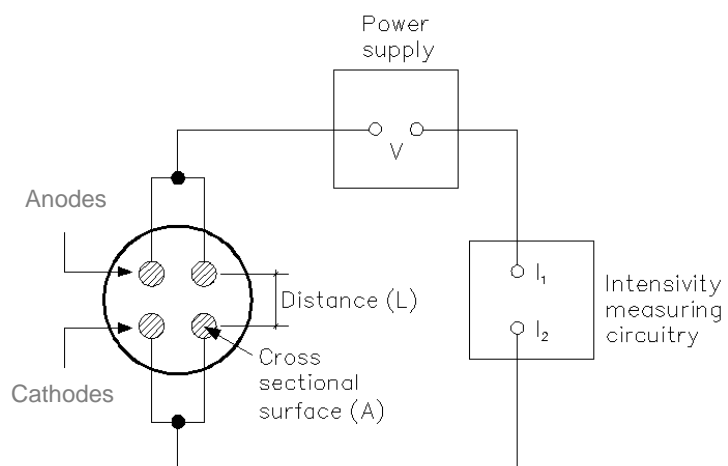 Power
supply
V
Anodes
I₁
Distance (L)
Intensivity
measuring
circuitry
I₂
Cross
sectional
surface (A)
Cathodes